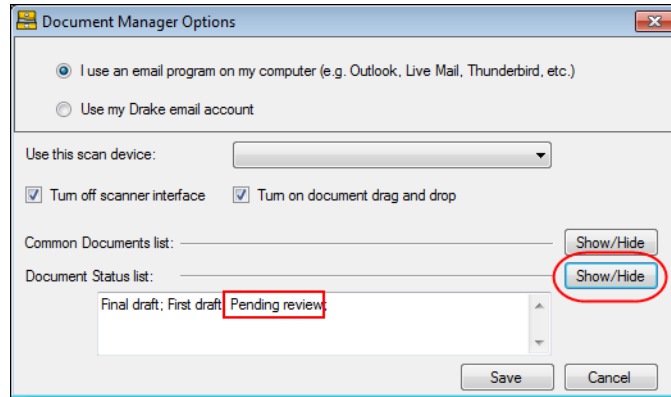 Document Manager Options
I use an email program on my computer (e.g. Outlook, Live Mail, Thunderbird, etc.)
Use my Drake email account
Use this scan device:
Turn off scanner interface Turn on document drag and drop
Common Documents list: Show/Hide
Document Status list: Show/Hide
Final draft; First draft; Pending review;
Save Cancel